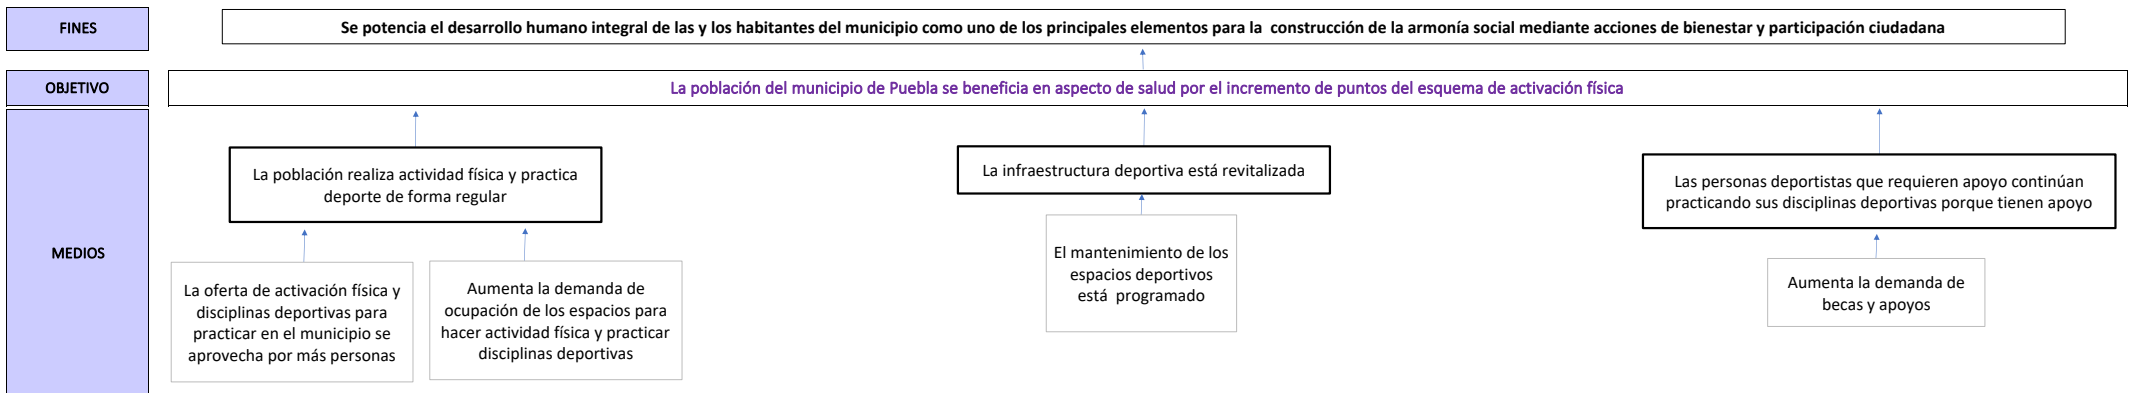 FINES
Se potencia el desarrollo humano integral de las y los habitantes del municipio como uno de los principales elementos para la construcción de la armonía social mediante acciones de bienestar y participación ciudadana
OBJETIVO
La población del municipio de Puebla se beneficia en aspecto de salud por el incremento de puntos del esquema de activación física
MEDIOS
La población realiza actividad física y practica
deporte de forma regular
La infraestructura deportiva está revitalizada
Las personas deportistas que requieren apoyo continúan
practicando sus disciplinas deportivas porque tienen apoyo
La oferta de activación física y
disciplinas deportivas para
practicar en el municipio se
aprovecha por más personas
Aumenta la demanda de
ocupación de los espacios para
hacer actividad física y practicar
disciplinas deportivas
El mantenimiento de los
espacios deportivos
está programado
Aumenta la demanda de
becas y apoyos